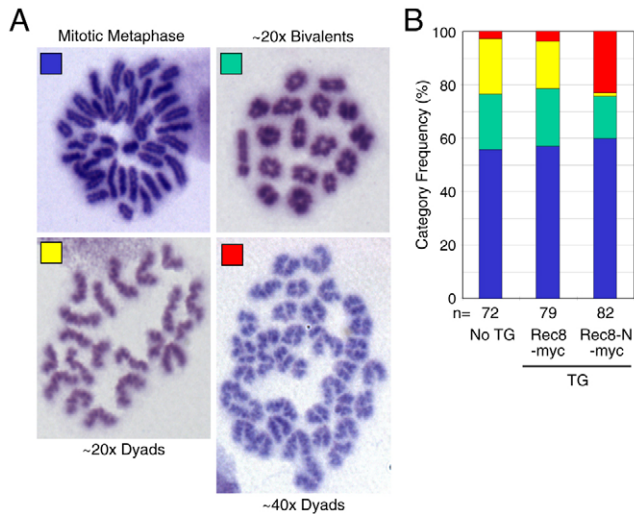 A
Mitotic Metaphase
~20x Bivalents
~20x Dyads
~40x Dyads
B
Category Frequency (%)
100
80
60
40
20
0
n= 72 79 82
No TG Rec8 Rec8-N
-myc -myc
TG